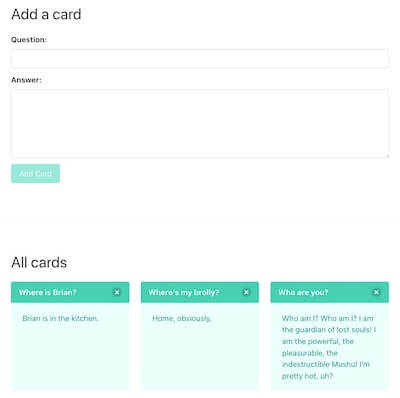 Add a card
Question:
Answer:
Add Card
All cards
Where is Brian?
Brian is in the kitchen.
Where's my brolly?
Home, obviously.
Who are you?
Who am I? Who am I? I am
the guardian of lost souls! I
am the powerful, the
pleasurable, the
indestructible Mushu! I'm
pretty hot, uh?